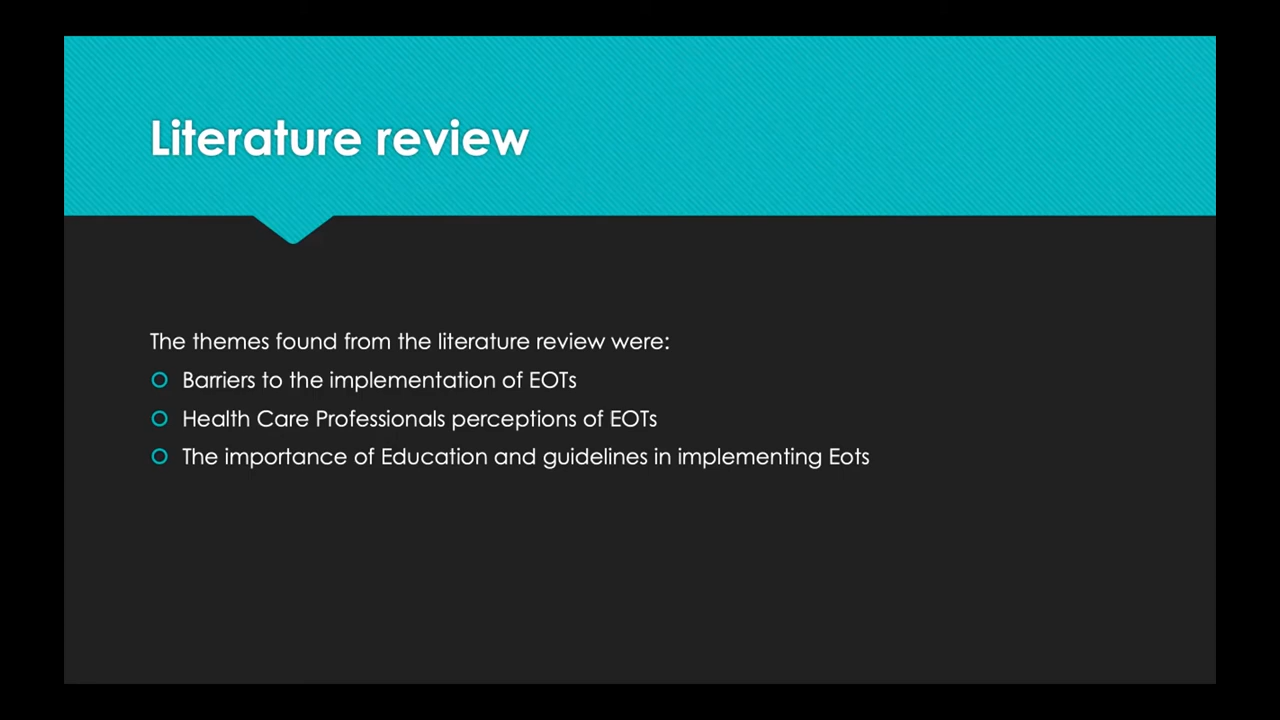 Literature review
The themes found from the literature review were:
Barriers to the implementation of EOTs
Health Care Professionals perceptions of EOTs
The importance of Education and guidelines in implementing Eots